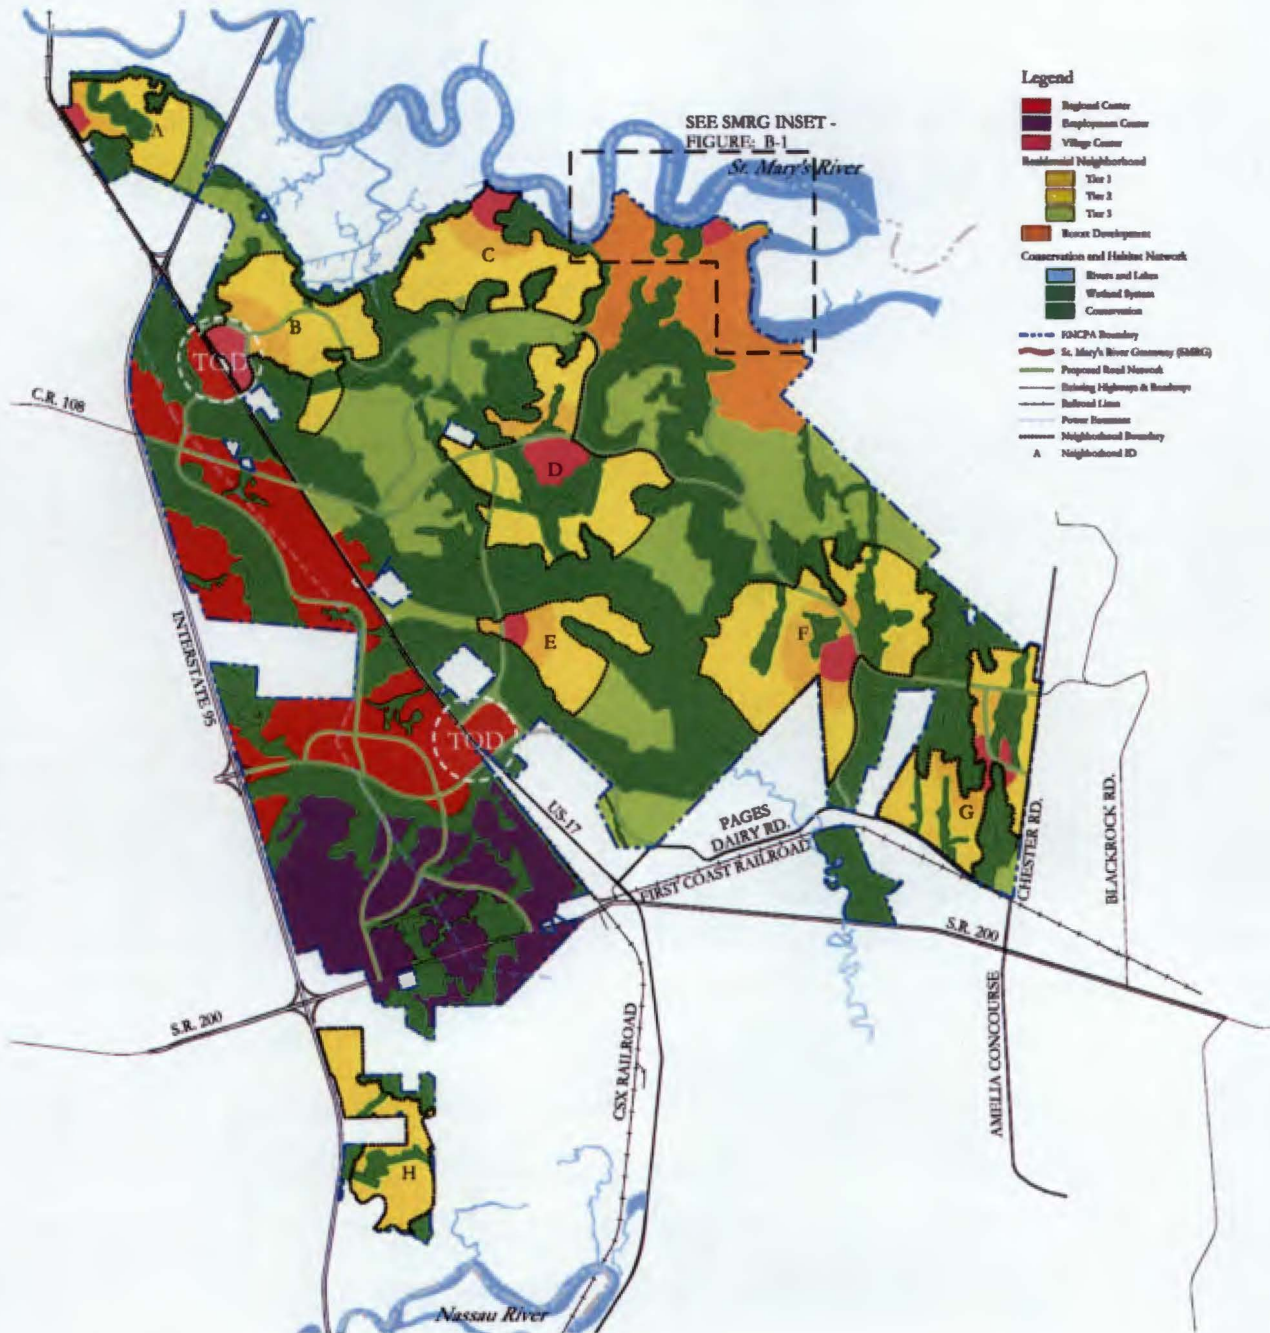 Legend
Regional Center
Employment Center
Village Center
Residential Neighborhood
Tier 1
Tier 2
Tier 3
Resort Development
Conservation and Habitat Network
Rivers and Lakes
Wetland System
Conservation
Boundary
St. Mary's River Greenway (SMRG)
Proposed Road Network
Existing Highways & Roadways
Railroad Lines
Power Easement
Neighborhood Boundary
A Neighborhood ID
SEE SMRG INSET -
FIGURE: B-1
St. Mary's River
A
C
B
TOD
C.R. 108
D
E
F
INTERSTATE 95
TOD
US-17
PAGES
DAIRY RD.
G
CHESTER RD.
BLACKROCK RD.
FIRST COAST RAILROAD
S.R. 200
S.R. 200
CSX RAILROAD
AMELIA CONCOURSE
H
Nassau River